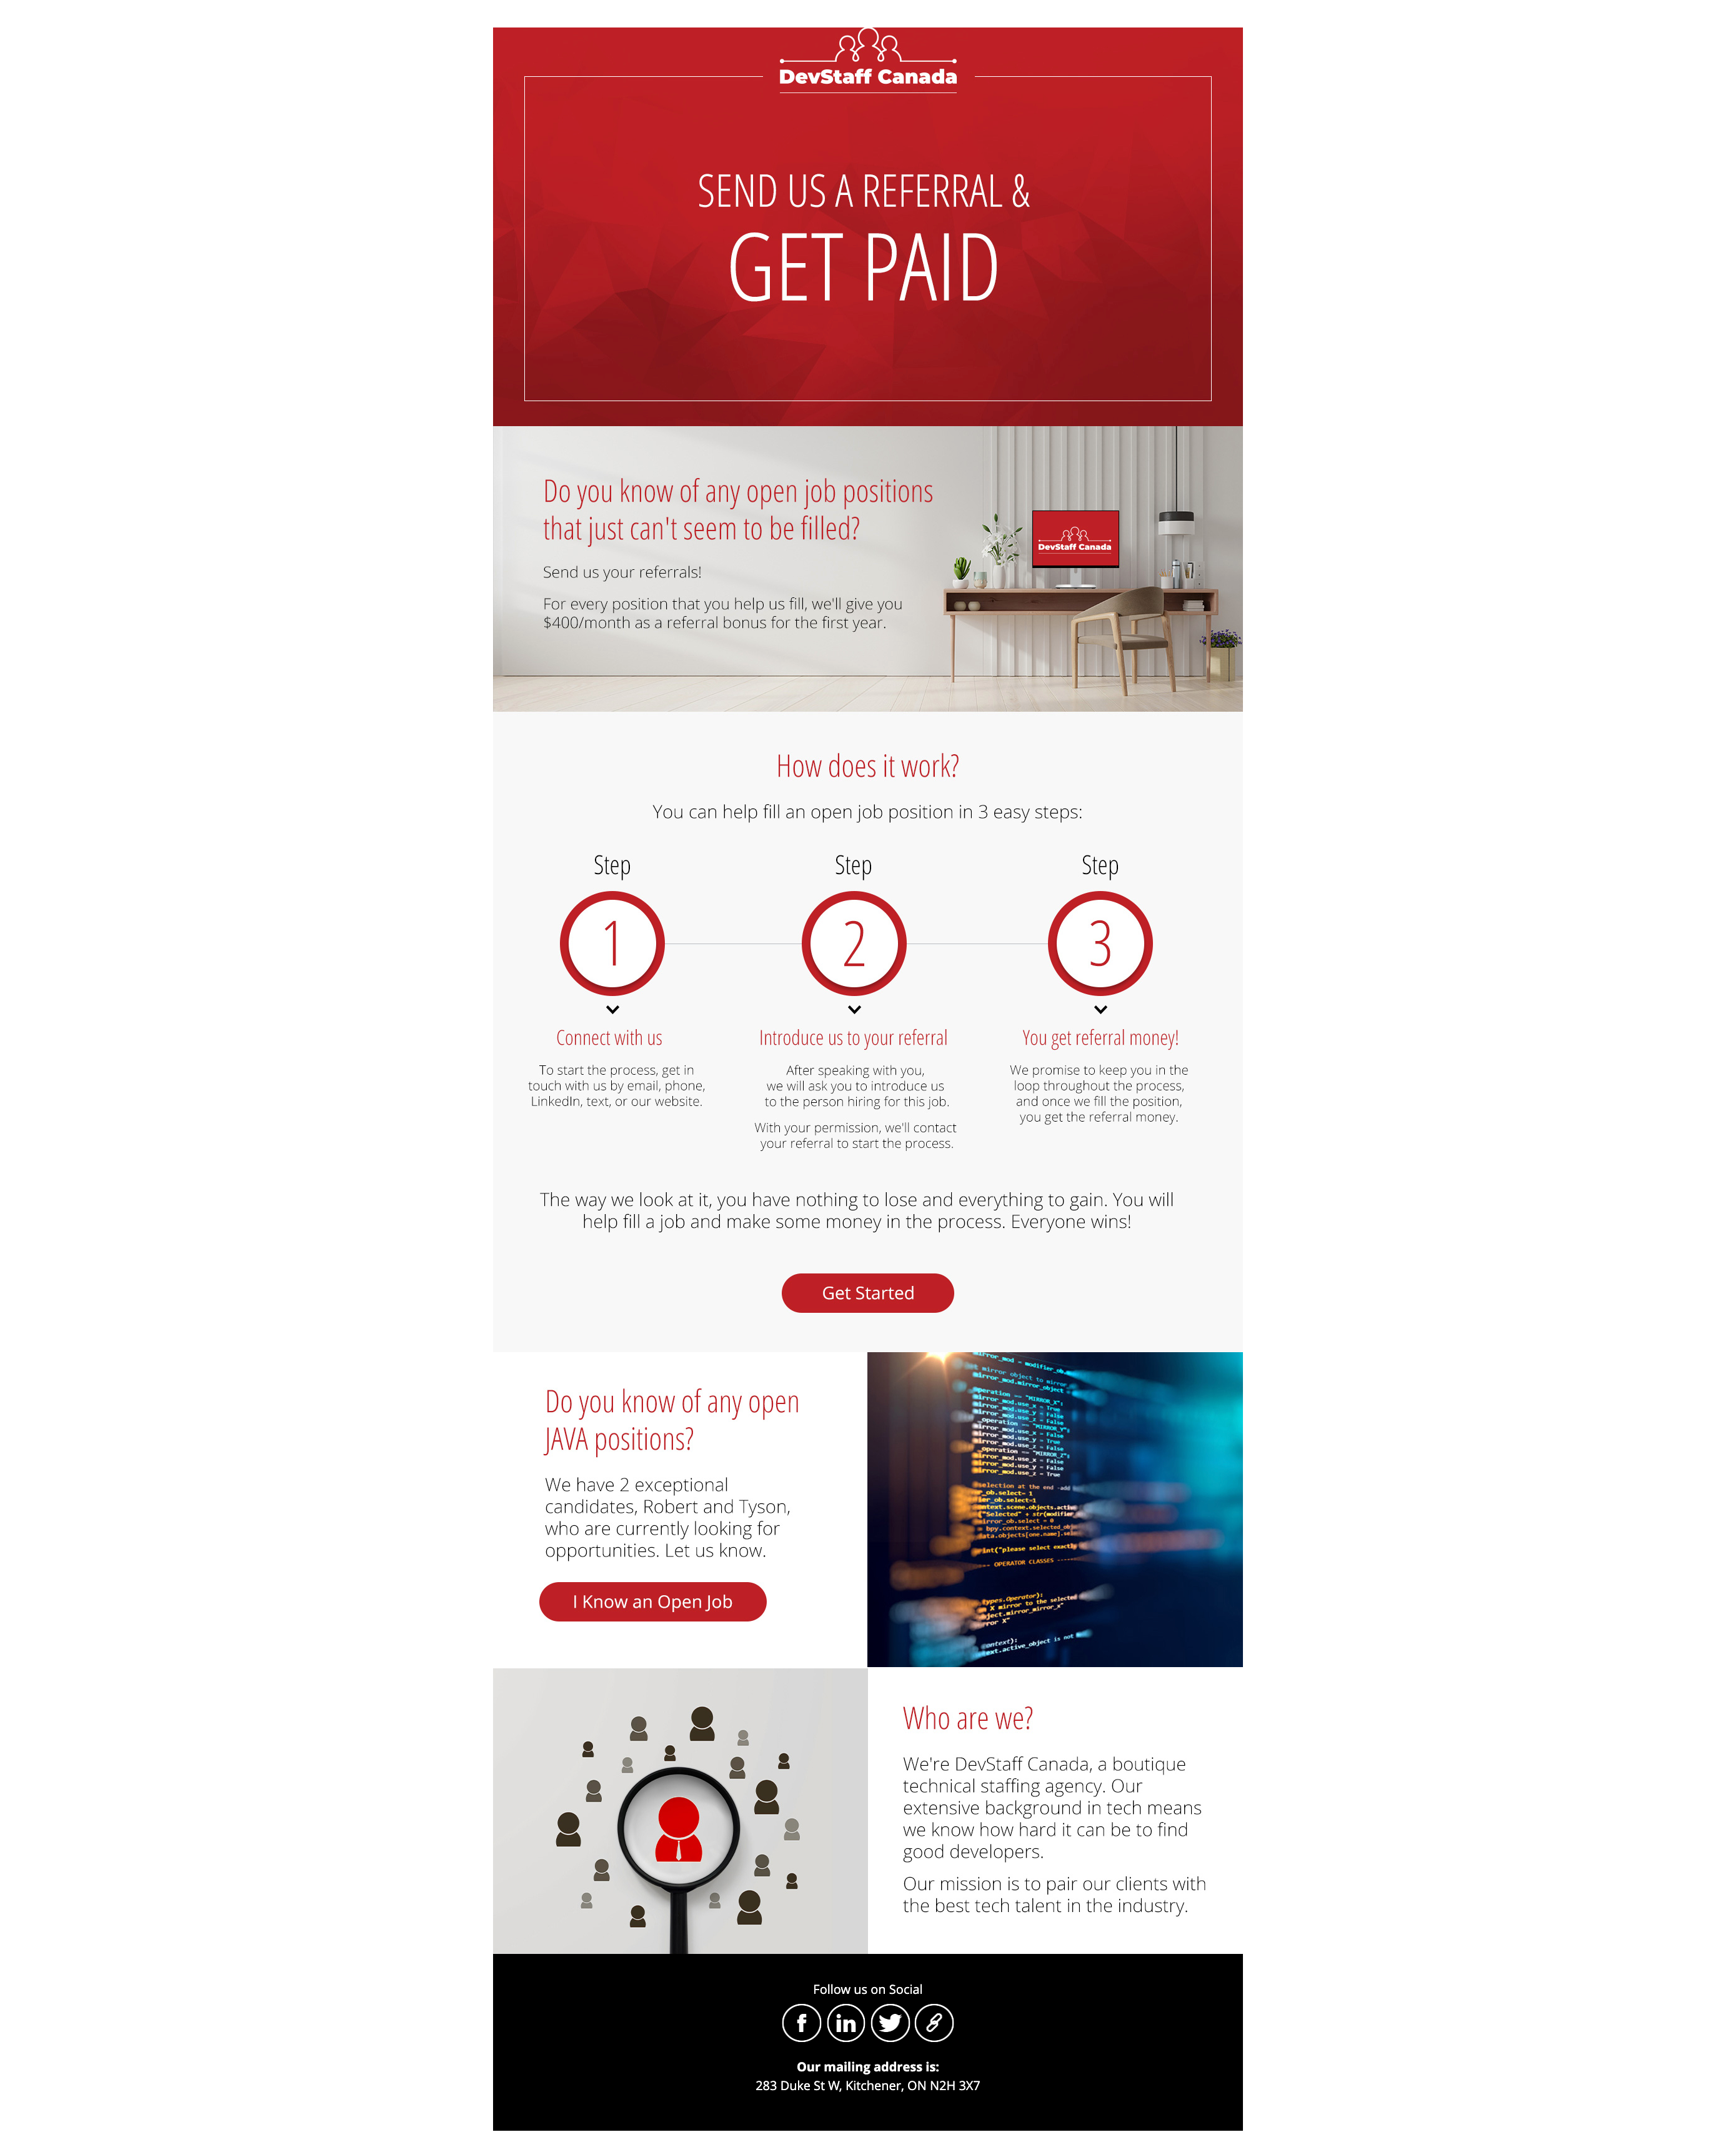 DevStaff Canada
SEND US A REFERRAL &
GET PAID
Do you know of any open job positions
that just can't seem to be filled?
Send us your referrals!
For every position that you help us fill, we'll give you
$400/month as a referral bonus for the first year.
DevStaff Canada
How does it work?
You can help fill an open job position in 3 easy steps:
Step
1
Connect with us
To start the process, get in
touch with us by email, phone,
LinkedIn, text, or our website.
Step
2
Introduce us to your referral
After speaking with you,
we will ask you to introduce us
to the person hiring for this job.
With your permission, we'll contact
your referral to start the process.
Step
3
You get referral money!
We promise to keep you in the
loop throughout the process,
and once we fill the position,
you get the referral money.
The way we look at it, you have nothing to lose and everything to gain. You will
help fill a job and make some money in the process. Everyone wins!
Get Started
Do you know of any open
JAVA positions?
We have 2 exceptional
candidates, Robert and Tyson,
who are currently looking for
opportunities. Let us know.
I Know an Open Job
Who are we?
We're DevStaff Canada, a boutique
technical staffing agency. Our
extensive background in tech means
we know how hard it can be to find
good developers.
Our mission is to pair our clients with
the best tech talent in the industry.
Follow us on Social
Our mailing address is:
283 Duke St W, Kitchener, ON N2H 3X7